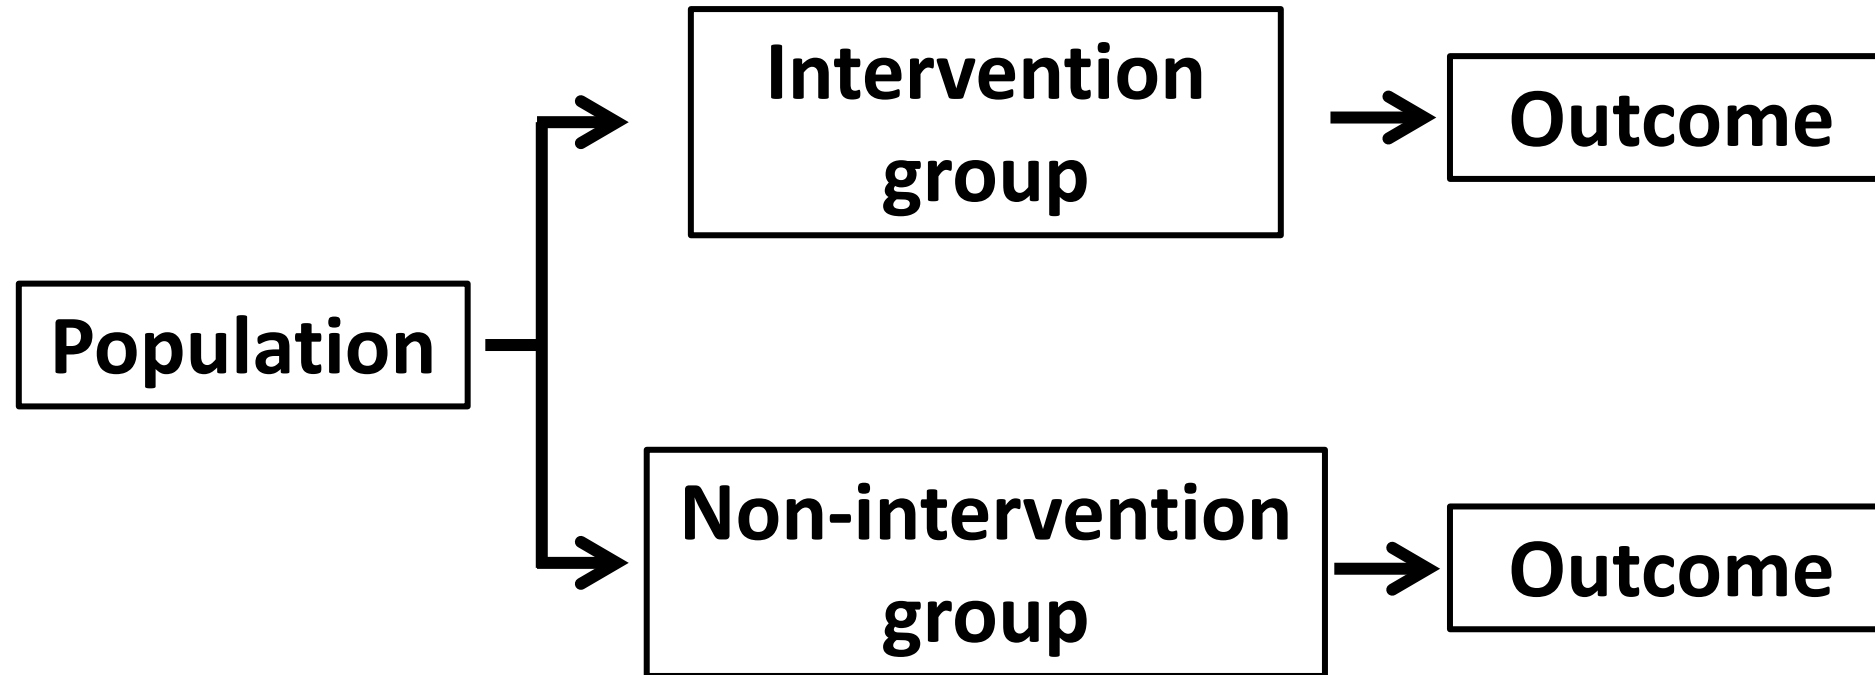 Intervention
group
Outcome
Population
Non-intervention
group
Outcome